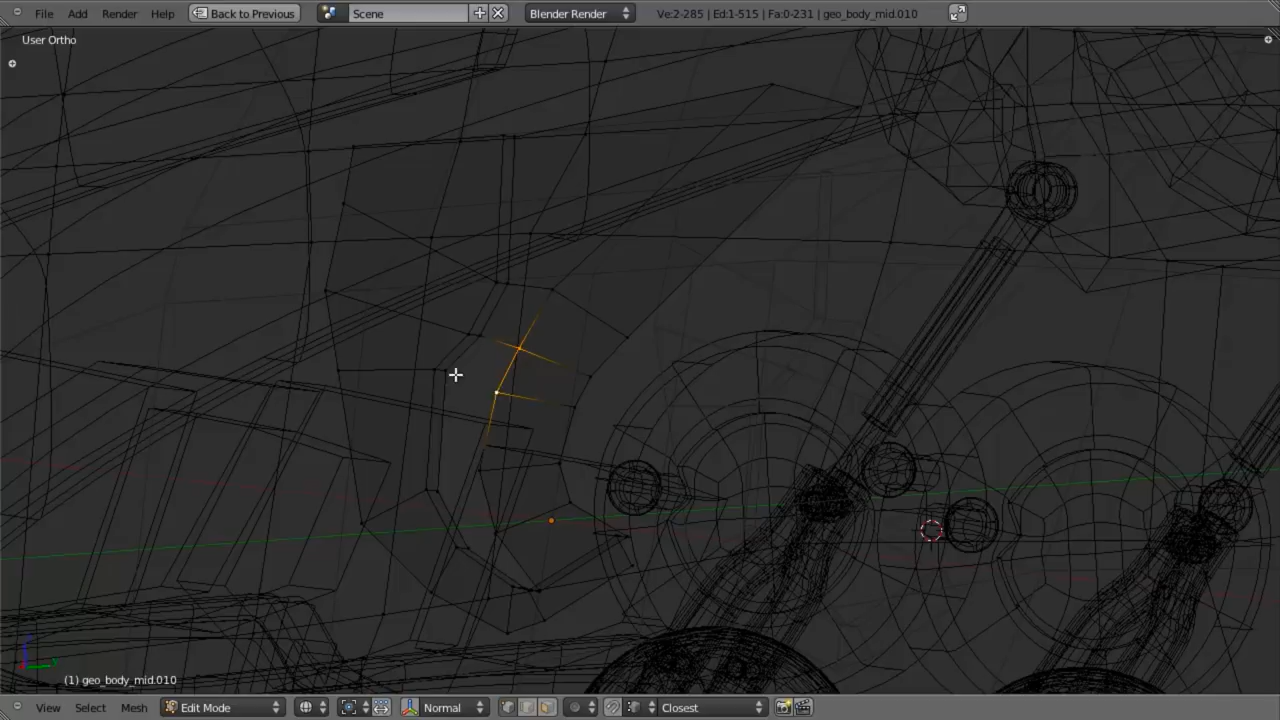 File Add Render Help Back to Previous Scene Blender Render Ve:2-285 | Ed:1-515 | Fa:0-231 | geo_body_mid.010
User Ortho
(1) geo_body_mid.010
View Select Mesh Edit Mode Normal Closest